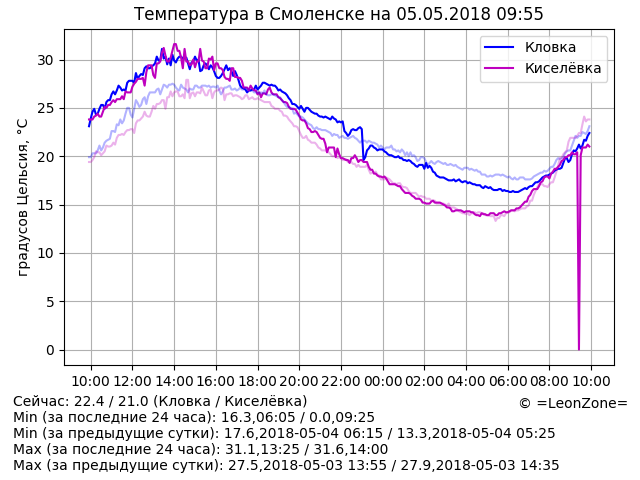 Температура в Смоленске на 05.05.2018 09:55
градусов Цельсия, °C
30
25
20
15
10
5
0
Кловка
Киселёвка
10:00 12:00 14:00 16:00 18:00 20:00 22:00 00:00 02:00 04:00 06:00 08:00 10:00
Сейчас: 22.4 / 21.0 (Кловка / Киселёвка)
© =LeonZone=
Min (за последние 24 часа): 16.3,06:05 / 0.0,09:25
Min (за предыдущие сутки): 17.6,2018-05-04 06:15 / 13.3,2018-05-04 05:25
Max (за последние 24 часа): 31.1,13:25 / 31.6,14:00
Max (за предыдущие сутки): 27.5,2018-05-03 13:55 / 27.9,2018-05-03 14:35